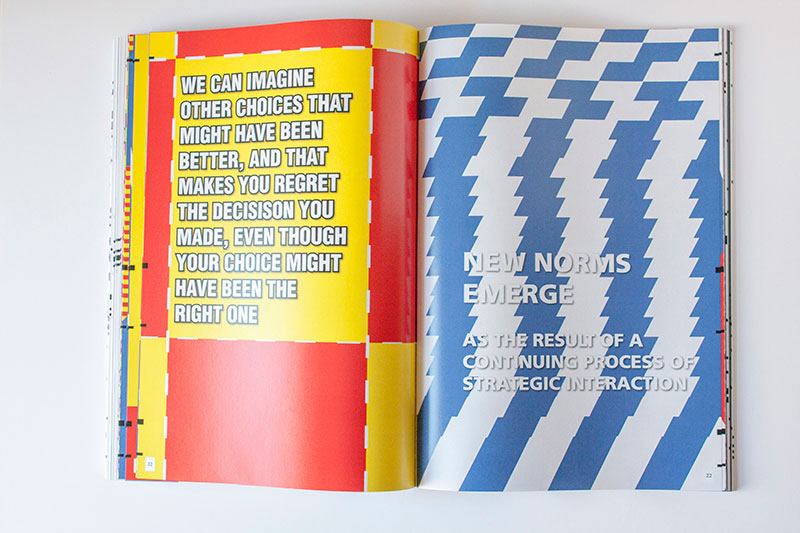 WE CAN IMAGINE
OTHER CHOICES THAT
MIGHT HAVE BEEN
BETTER, AND THAT
MAKES YOU REGRET
THE DECISISON YOU
MADE, EVEN THOUGH
YOUR CHOICE MIGHT
HAVE BEEN THE
RIGHT ONE
NEW NORMS
EMERGE
AS THE RESULT OF A
CONTINUING PROCESS OF
STRATEGIC INTERACTION
22